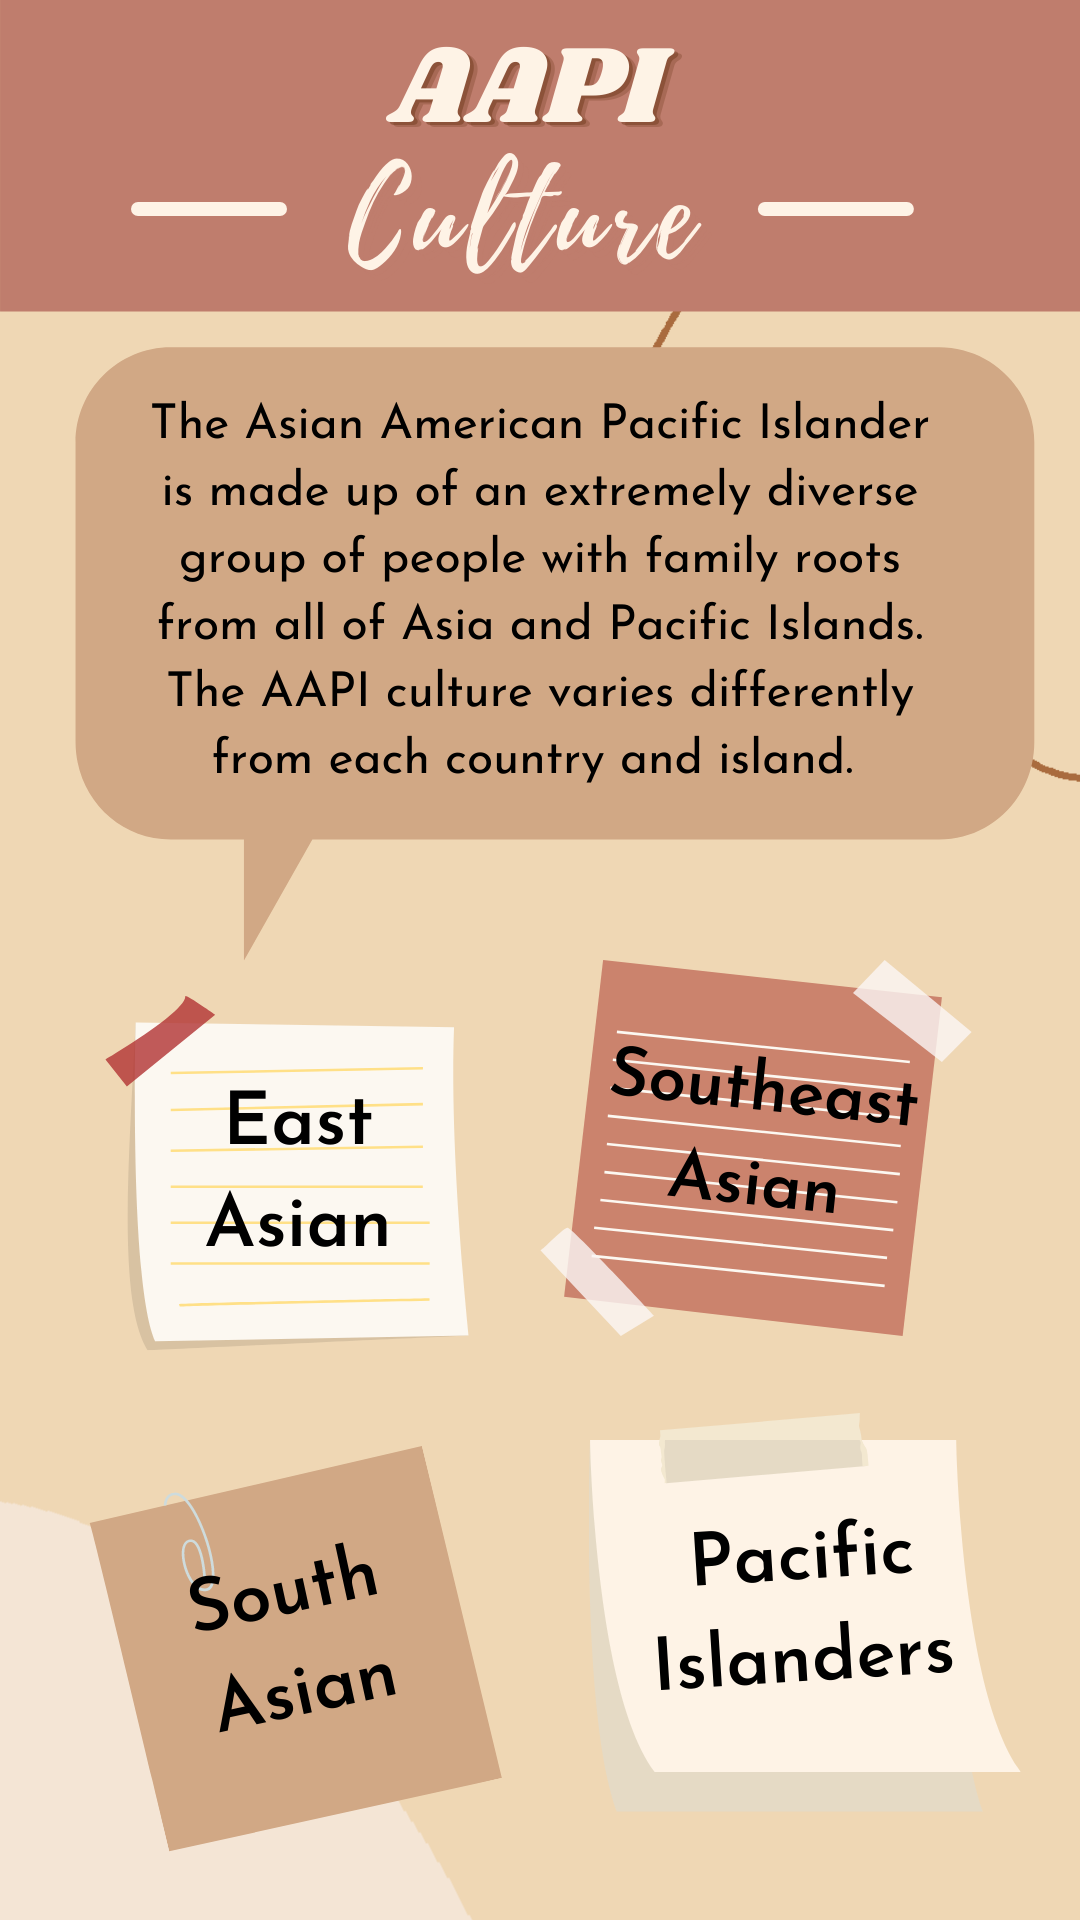 AAPI
Culture
The Asian American Pacific Islander
is made up of an extremely diverse
group of people with family roots
from all of Asia and Pacific Islands.
The AAPI culture varies differently
from each country and island.
East
Asian
Southeast
Asian
South
Asian
Pacific
Islanders